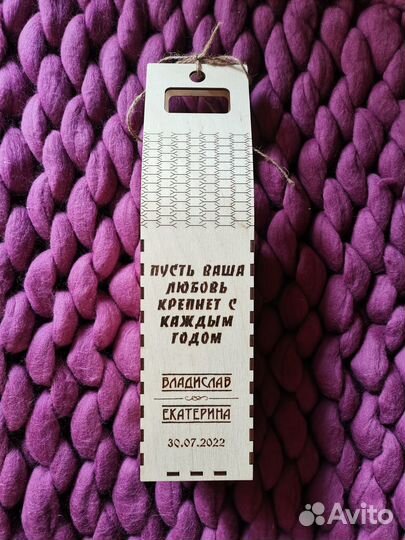 ПУСТЬ ВАША
ЛЮБОВЬ
КРЕПНЕТ С
КАЖДЫМ
ГОДОМ
ВЛАДИСЛАВ
ЕКАТЕРИНА
30.07.2022
Avito